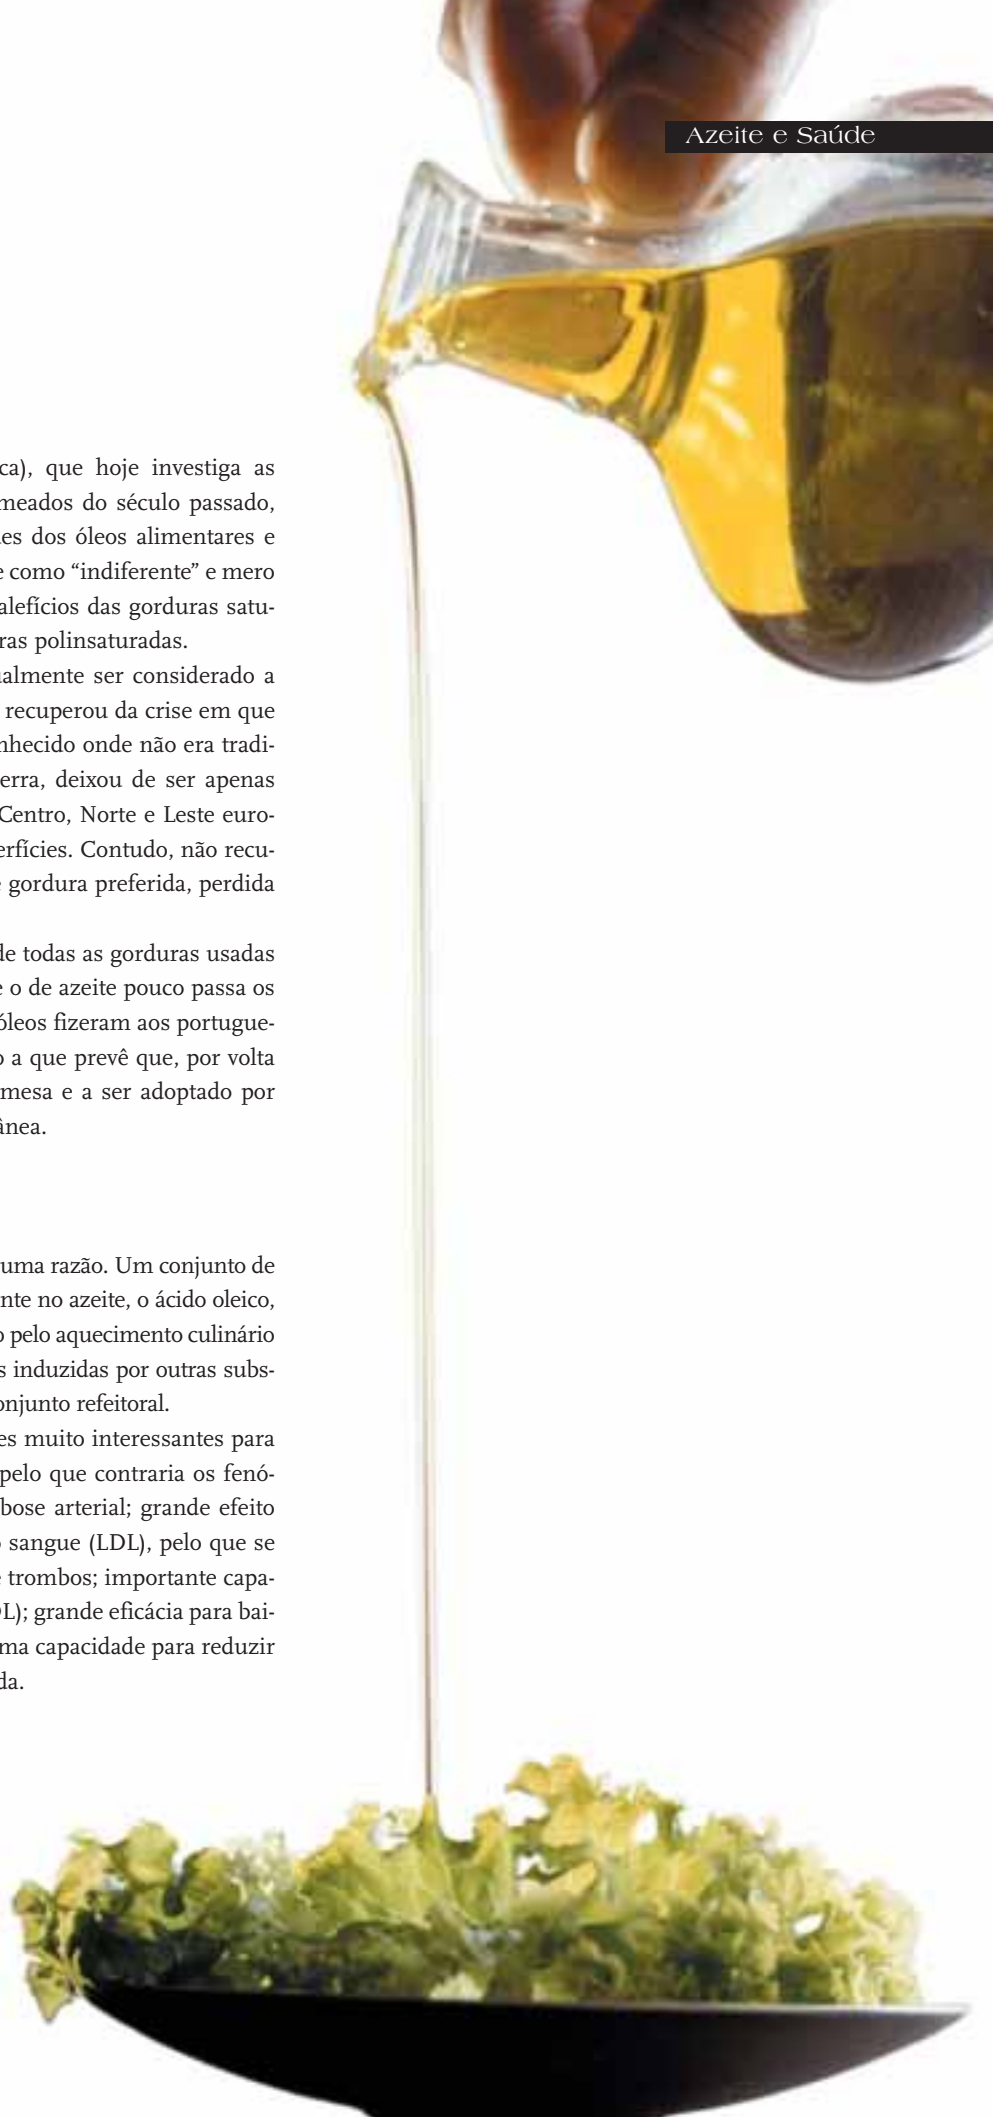 Azeite e Saúde
ca), que hoje investiga as
meados do século passado,
es dos óleos alimentares e
e como “indiferente” e mero
alefícios das gorduras satu-
ras polinsaturadas.
almente ser considerado a
recuperou da crise em que
nhecido onde não era tradi-
erra, deixou de ser apenas
Centro, Norte e Leste euro-
erfícies. Contudo, não recu-
e gordura preferida, perdida
de todas as gorduras usadas
e o de azeite pouco passa os
óleos fizeram aos portugue-
o a que prevê que, por volta
mesa e a ser adoptado por
ânea.
uma razão. Um conjunto de
nte no azeite, o ácido oleico,
o pelo aquecimento culinário
s induzidas por outras subs-
onjunto refeitoral.
es muito interessantes para
pelo que contraria os fenó-
bose arterial; grande efeito
o sangue (LDL), pelo que se
e trombos; importante capa-
DL); grande eficácia para bai-
ma capacidade para reduzir
da.